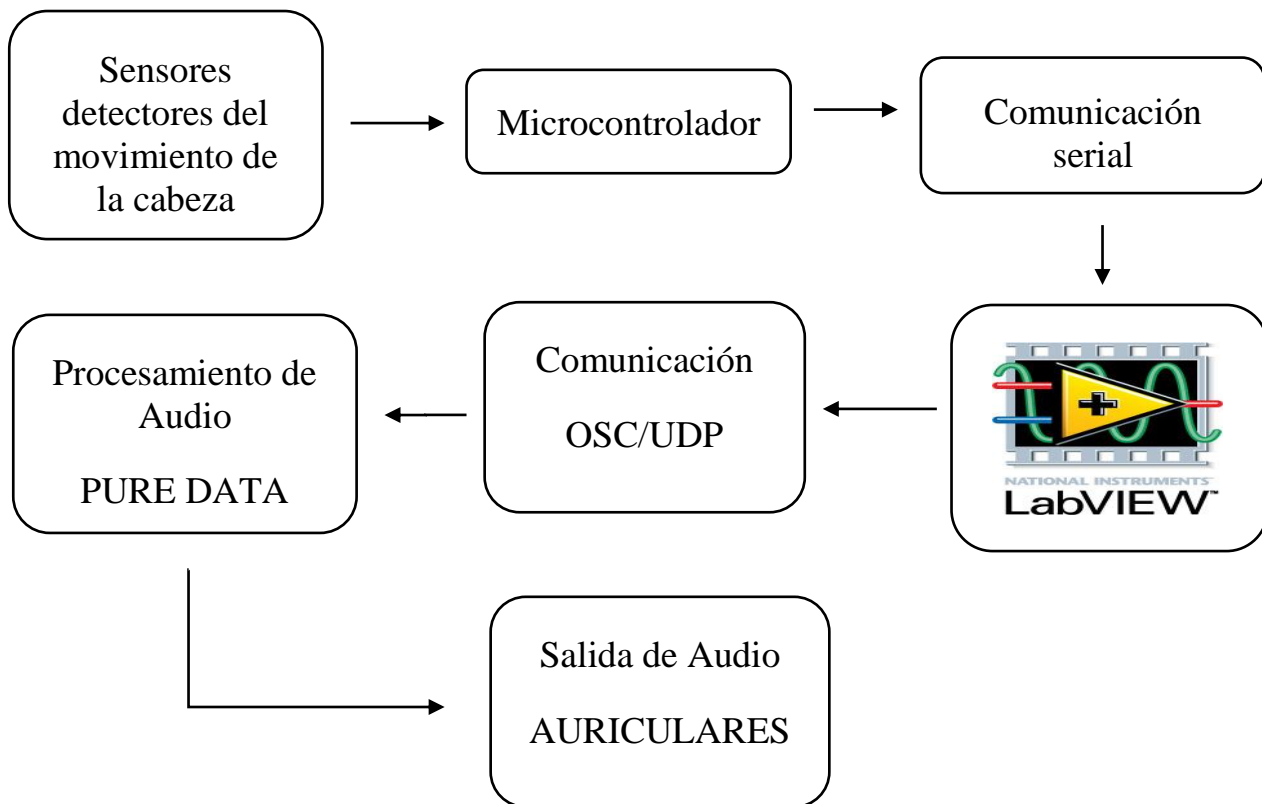 Sensores
detectores del
movimiento de
la cabeza
Microcontrolador
Comunicación
serial
NATIONAL INSTRUMENTS
LabVIEW™
Comunicación
OSC/UDP
Procesamiento de
Audio
PURE DATA
Salida de Audio
AURICULARES